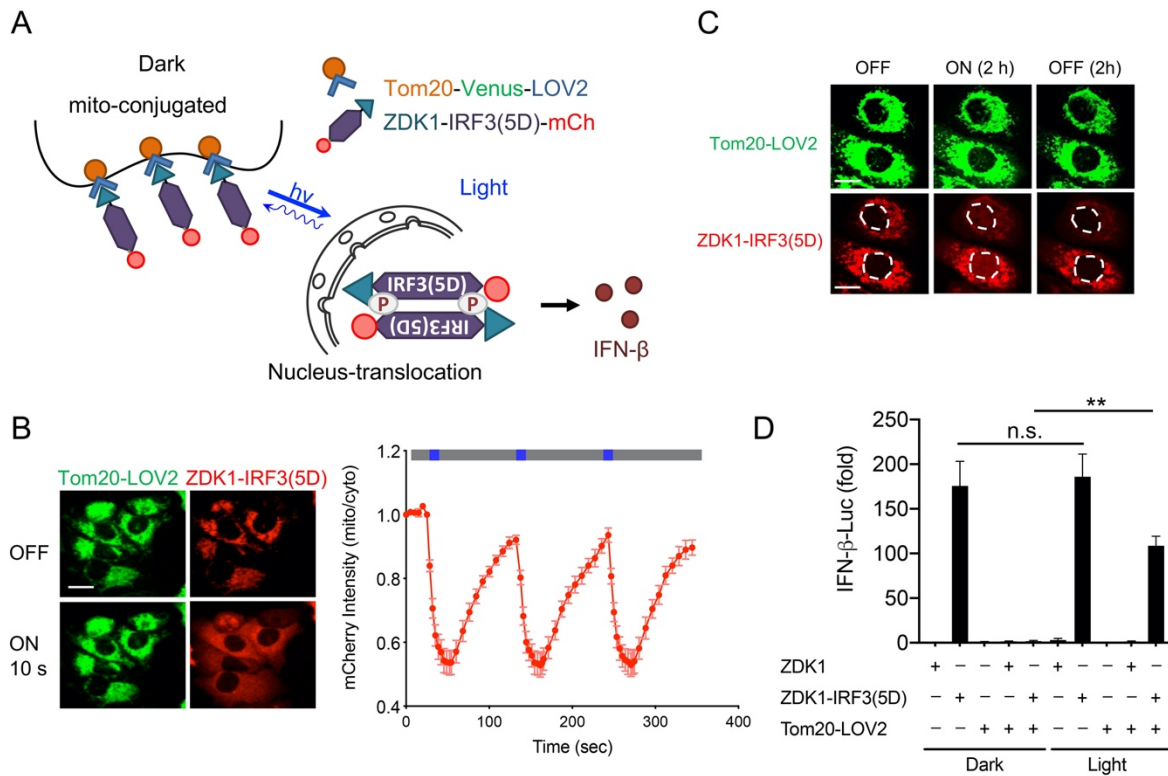 A
Dark
mito-conjugated
Tom20-Venus-LOV2
ZDK1-IRF3(5D)-mCh
hv
Light
IRF3(5D)
P
P
IRF3(5D)
IFN-β
Nucleus-translocation
B
Tom20-LOV2
ZDK1-IRF3(5D)
OFF
ON
10 s
mCherry Intensity (mito/cyto)
1.2
1.0
0.8
0.6
0.4
0
100
200
300
400
Time (sec)
C
OFF
ON (2 h)
OFF (2h)
Tom20-LOV2
ZDK1-IRF3(5D)
D
IFN-β-Luc (fold)
250
200
150
100
50
0
n.s.
**
ZDK1 + − − + − + − − + −
ZDK1-IRF3(5D) − + − − + − + − − +
Tom20-LOV2 − − + + + − − + + +
Dark
Light